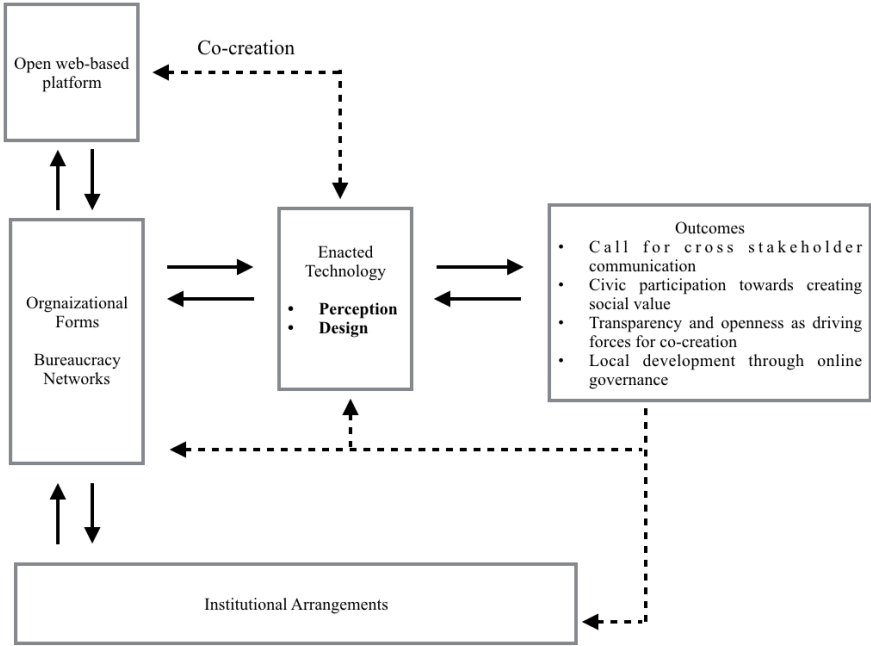 Co-creation
Open web-based
platform
Orgnaizational
Forms
Bureaucracy
Networks
Enacted
Technology
• Perception
• Design
Outcomes
• Call for cross stakeholder
communication
• Civic participation towards creating
social value
• Transparency and openness as driving
forces for co-creation
• Local development through online
governance
Institutional Arrangements